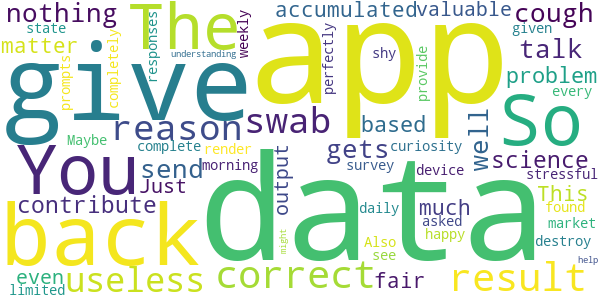 nothing The app accumulated valuable cough
state responses weekly shy given talk
matter prompts completely perfectly provide problem
give understanding So every
reason swab based
Maybe well curiosity science
You complete render gets
send morning output survey device stressful
Just much This
contribute data asked found
back Also happy daily market
see destroy
even useless correct fair result
limited might help